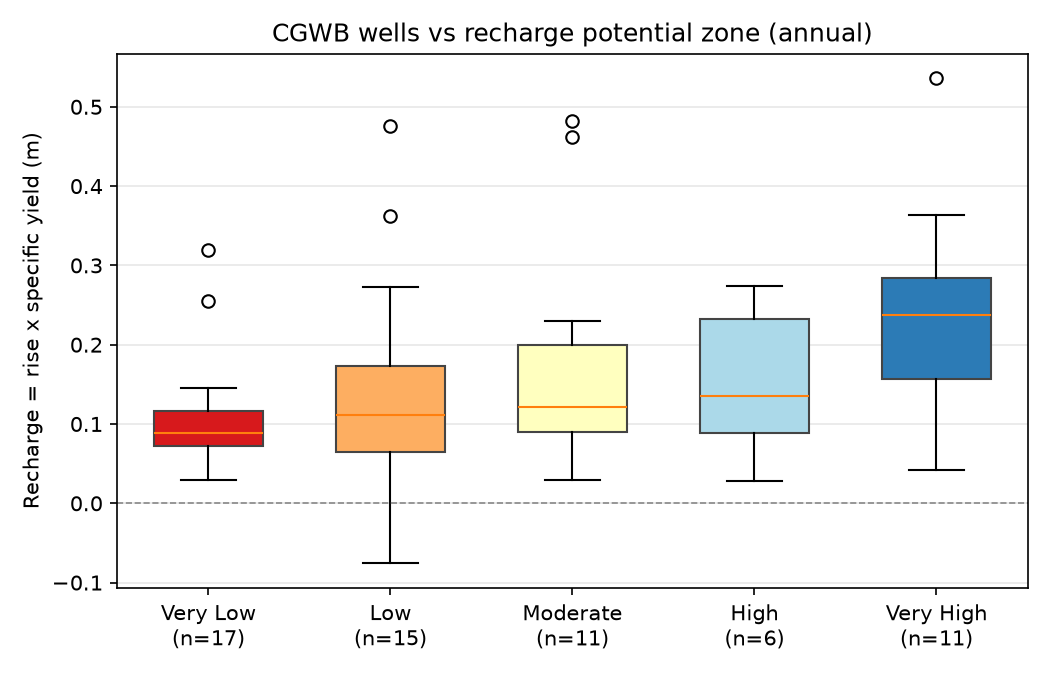 CGWB wells vs recharge potential zone (annual)
Recharge = rise x specific yield (m)
0.5
0.4
0.3
0.2
0.1
0.0
−0.1
Very Low
(n=17)
Low
(n=15)
Moderate
(n=11)
High
(n=6)
Very High
(n=11)